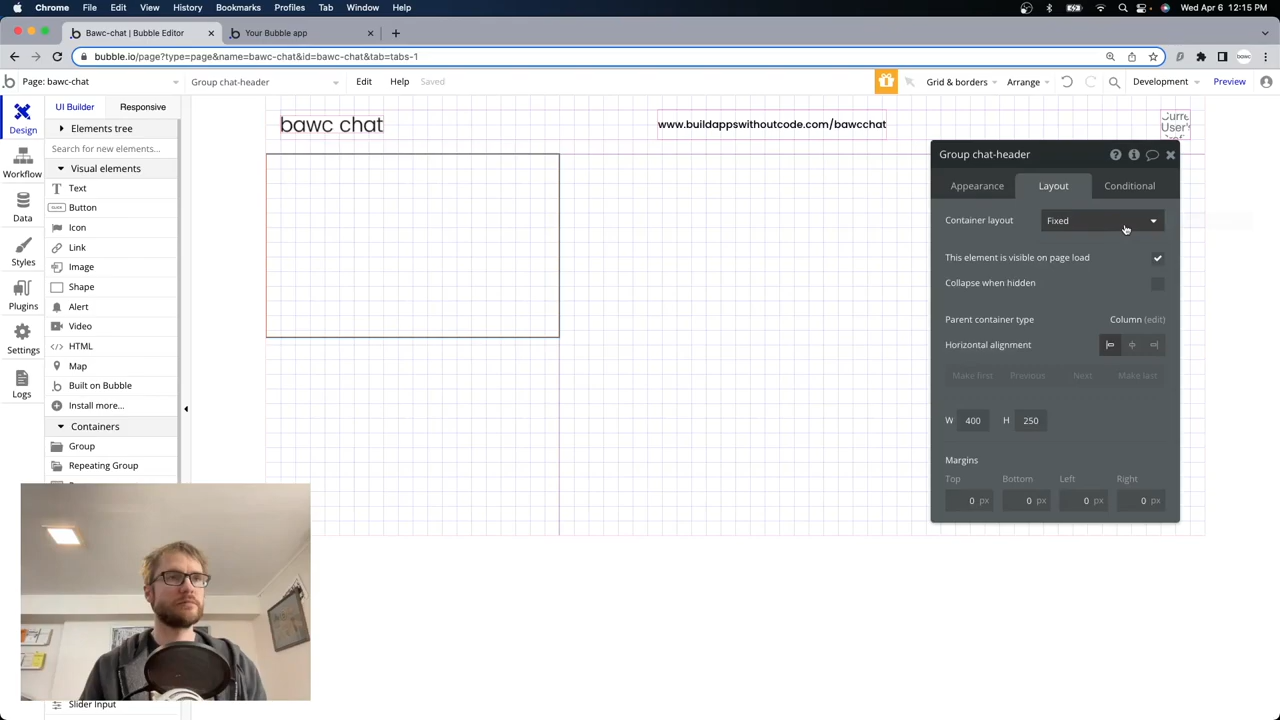 Chrome File Edit View History Bookmarks Profiles Tab Window Help
Wed Apr 6 12:15 PM
Bawc-chat | Bubble Editor
Your Bubble app
bubble.io/page?type=page&name=bawc-chat&id=bawc-chat&tab=tabs-1
Page: bawc-chat
Group chat-header
Edit
Help
Saved
Grid & borders
Arrange
Development
Preview
Design
Workflow
Data
Styles
Plugins
Settings
Logs
UI Builder
Responsive
Elements tree
Search for new elements...
Visual elements
Text
CLICK
Button
Icon
Link
Image
Shape
Alert
Video
HTML
Map
Built on Bubble
Install more...
Containers
Group
Repeating Group
Slider Input
bawc chat
www.buildappswithoutcode.com/bawcchat
Curre
User's
Group chat-header
Appearance
Layout
Conditional
Container layout
Fixed
This element is visible on page load
Collapse when hidden
Parent container type
Column (edit)
Horizontal alignment
Make first
Previous
Next
Make last
W 400 H 250
Margins
Top
Bottom
Left
Right
0 px
0 px
0 px
0 px